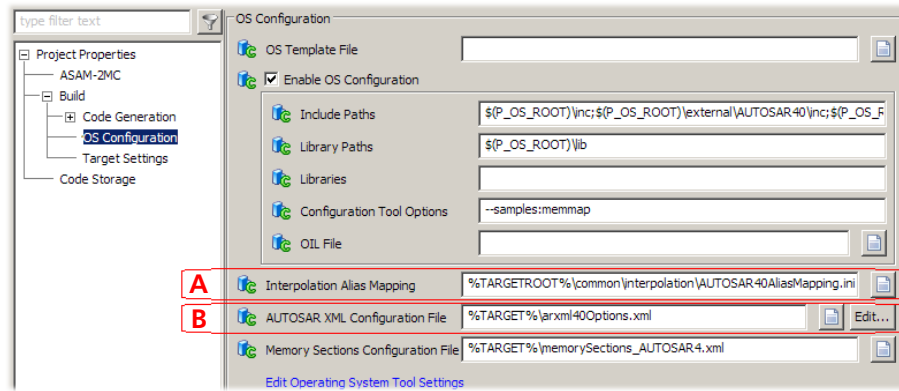 type filter text
Project Properties
ASAM-2MC
Build
Code Generation
OS Configuration
Target Settings
Code Storage
OS Configuration
OS Template File
Enable OS Configuration
Include Paths $(P_OS_ROOT)\inc;$(P_OS_ROOT)\external\AUTOSAR40\inc;$(P_OS_R
Library Paths $(P_OS_ROOT)\lib
Libraries
Configuration Tool Options --samples:memmap
OIL File
A Interpolation Alias Mapping %TARGETROOT%\common\interpolation\AUTOSAR40AliasMapping.ini
B AUTOSAR XML Configuration File %TARGET%\arxml40Options.xml Edit...
Memory Sections Configuration File %TARGET%\memorySections_AUTOSAR4.xml
Edit Operating System Tool Settings